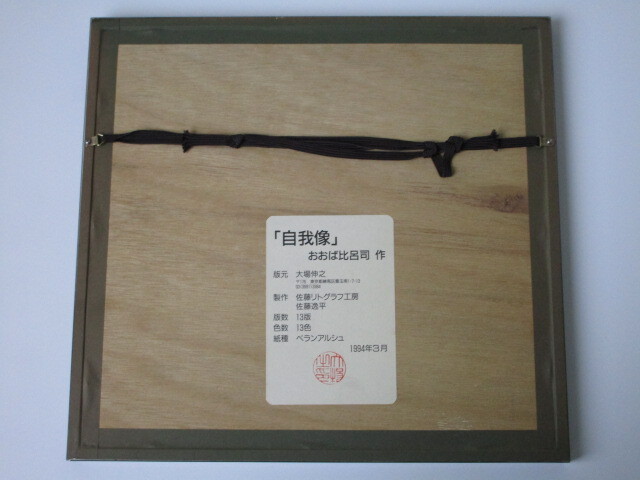 「自我像」
おおば比呂司 作
版元 大場伸之
製作 佐藤リトグラフ工房
佐藤逸平
版数 13版
色数 13色
紙種 ベランアルシュ
1994年3月